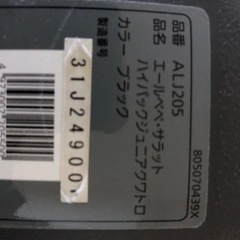 品番 ALJ205
品名 エールベベ・サラット
ハイバックジュニアクワトロ
カラー ブラック
製造番号
31J24900
805070439X